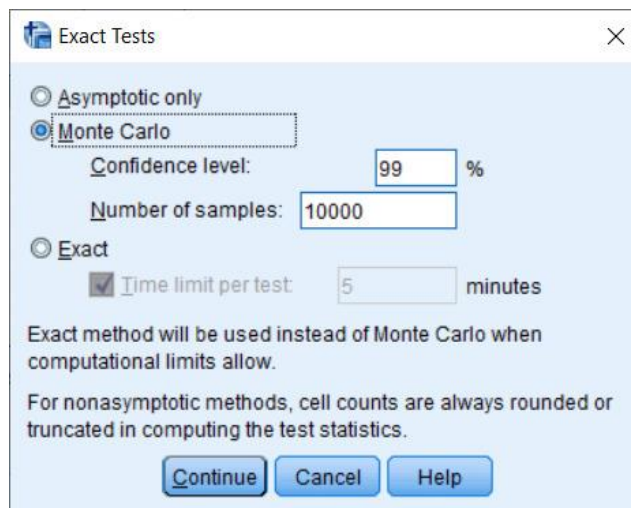 Exact Tests
Asymptotic only
Monte Carlo
Confidence level: 99 %
Number of samples: 10000
Exact
Time limit per test: 5 minutes
Exact method will be used instead of Monte Carlo when
computational limits allow.
For nonasymptotic methods, cell counts are always rounded or
truncated in computing the test statistics.
Continue Cancel Help